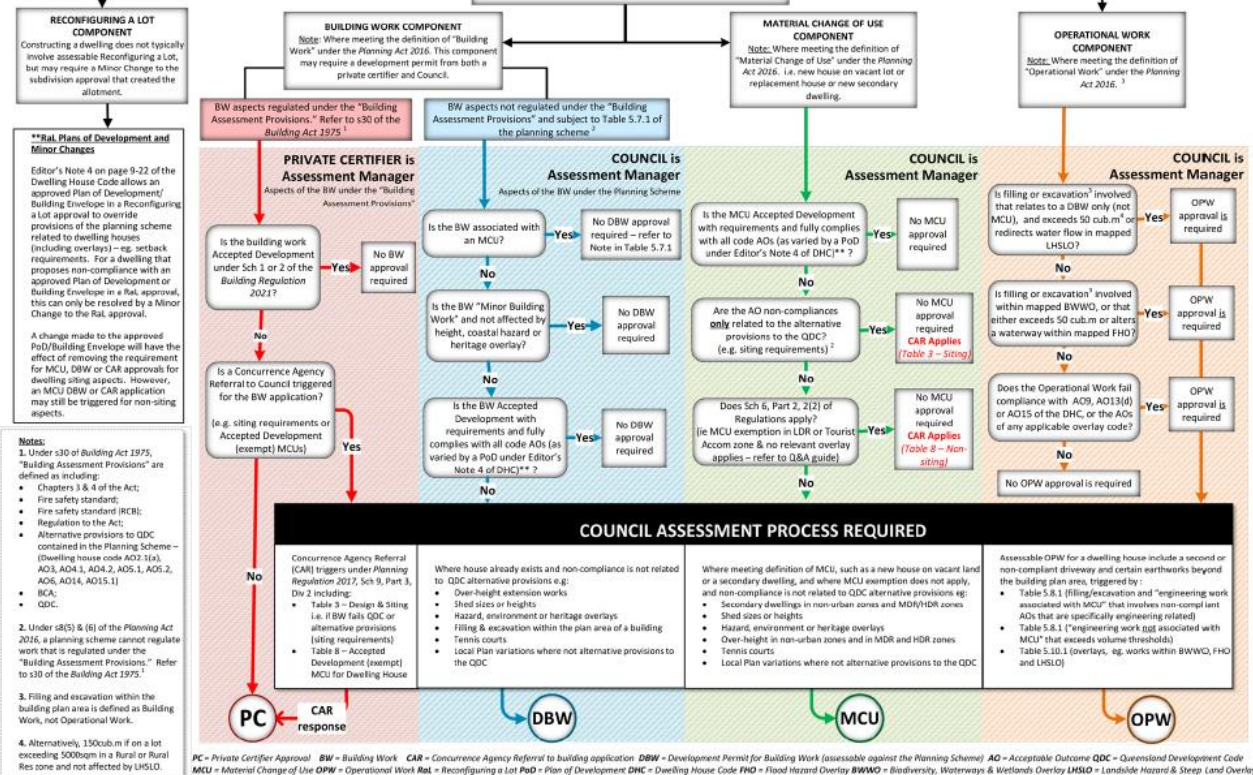 RECONFIGURING A LOT
COMPONENT
Constructing a dwelling does not typically
involve assessable Reconfiguring a Lot,
but may require a Minor Change to the
subdivision approval that created the
allotment.
BUILDING WORK COMPONENT
Note: Where meeting the definition of "Building
Work" under the Planning Act 2016. This component
may require a development permit from both a
private certifier and Council.
MATERIAL CHANGE OF USE
COMPONENT
Note: Where meeting the definition of
"Material Change of Use" under the Planning
Act 2016. i.e. new house on vacant lot or
replacement house or new secondary
dwelling.
OPERATIONAL WORK
COMPONENT
Note: Where meeting the definition of
"Operational Work" under the Planning
Act 2016. 3
BW aspects regulated under the "Building
Assessment Provisions." Refer to s30 of the
Building Act 1975 1
BW aspects not regulated under the "Building
Assessment Provisions" and subject to Table 5.7.1 of
the planning scheme 2
**RaL Plans of Development and
Minor Changes
Editor's Note 4 on page 9-22 of the
Dwelling House Code allows an
approved Plan of Development/
Building Envelope in a Reconfiguring
a Lot approval to override
provisions of the planning scheme
related to dwelling houses
(including overlays) – eg. setback
requirements. For a dwelling that
proposes non-compliance with an
approved Plan of Development or
Building Envelope in a RaL approval,
this can only be resolved by a Minor
Change to the RaL approval.
A change made to the approved
PoD/Building Envelope will have the
effect of removing the requirement
for MCU, DBW or CAR approvals for
dwelling siting aspects. However,
an MCU DBW or CAR application
may still be triggered for non-siting
aspects.
Notes:
1. Under s30 of Building Act 1975,
"Building Assessment Provisions" are
defined as including:
• Chapters 3 & 4 of the Act;
• Fire safety standard;
• Fire safety standard (RCB);
• Regulation to the Act;
• Alternative provisions to QDC
contained in the Planning Scheme –
(Dwelling house code AO2.1(a),
AO3, AO4.1, AO4.2, AO5.1, AO5.2,
AO6, AO14, AO15.1)
• BCA;
• QDC.
2. Under s8(5) & (6) of the Planning Act
2016, a planning scheme cannot regulate
work that is regulated under the
"Building Assessment Provisions." Refer
to s30 of the Building Act 1975.1
3. Filling and excavation within the
building plan area is defined as Building
Work, not Operational Work.
4. Alternatively, 150cub.m if on a lot
exceeding 5000sqm in a Rural or Rural
Res zone and not affected by LHSLO.
PRIVATE CERTIFIER is
Assessment Manager
Aspects of the BW under the "Building
Assessment Provisions"
Is the building work
Accepted Development
under Sch 1 or 2 of the
Building Regulation
2021?
Yes
No BW
approval
required
No
Is a Concurrence Agency
Referral to Council triggered
for the BW application?
(e.g. siting requirements or
Accepted Development
(exempt) MCUs)
Yes
No
COUNCIL is
Assessment Manager
Aspects of the BW under the Planning Scheme
Is the BW associated with
an MCU?
Yes
No DBW approval
required – refer to
Note in Table 5.7.1
No
Is the BW "Minor Building
Work" and not affected by
height, coastal hazard or
heritage overlay?
Yes
No DBW
approval
required
No
Is the BW Accepted
Development with
requirements and fully
complies with all code AOs (as
varied by a PoD under Editor's
Note 4 of DHC)** ?
Yes
No DBW
approval
required
No
COUNCIL is
Assessment Manager
Is the MCU Accepted Development
with requirements and fully complies
with all code AOs (as varied by a PoD
under Editor's Note 4 of DHC)** ?
Yes
No MCU
approval
required
No
Are the AO non-compliances
only related to the alternative
provisions to the QDC?
(e.g. siting requirements) 2
Yes
No MCU
approval
required
CAR Applies
(Table 3 – Siting)
No
Does Sch 6, Part 2, 2(2) of
Regulations apply?
(ie MCU exemption in LDR or Tourist
Accom zone & no relevant overlay
applies – refer to Q&A guide)
Yes
No MCU
approval
required
CAR Applies
(Table 8 – Non-
siting)
No
COUNCIL is
Assessment Manager
Is filling or excavation3 involved
that relates to a DBW only (not
MCU), and exceeds 50 cub.m4 or
redirects water flow in mapped
LHSLO?
Yes
OPW
approval is
required
No
Is filling or excavation3 involved
within mapped BWWO, or that
either exceeds 50 cub.m or alters
a waterway within mapped FHO?
Yes
OPW
approval is
required
No
Does the Operational Work fail
compliance with AO9, AO13(d)
or AO15 of the DHC, or the AOs
of any applicable overlay code?
Yes
OPW
approval is
required
No
No OPW approval is required
COUNCIL ASSESSMENT PROCESS REQUIRED
Concurrence Agency Referral
(CAR) triggers under Planning
Regulation 2017, Sch 9, Part 3,
Div 2 including:
• Table 3 – Design & Siting
i.e. if BW fails QDC or
alternative provisions
(siting requirements)
• Table 8 – Accepted
Development (exempt)
MCU for Dwelling House
Where house already exists and non-compliance is not related
to QDC alternative provisions e.g:
• Over-height extension works
• Shed sizes or heights
• Hazard, environment or heritage overlays
• Filling & excavation within the plan area of a building
• Tennis courts
• Local Plan variations where not alternative provisions to
the QDC
Where meeting definition of MCU, such as a new house on vacant land
or a secondary dwelling, and where MCU exemption does not apply,
and non-compliance is not related to QDC alternative provisions eg:
• Secondary dwellings in non-urban zones and MDR/HDR zones
• Shed sizes or heights
• Hazard, environment or heritage overlays
• Over-height in non-urban zones and in MDR and HDR zones
• Tennis courts
• Local Plan variations where not alternative provisions to the QDC
Assessable OPW for a dwelling house include a second or
non-compliant driveway and certain earthworks beyond
the building plan area, triggered by :
• Table 5.8.1 (filling/excavation and "engineering work
associated with MCU" that involves non-compliant
AOs that are specifically engineering related)
• Table 5.8.1 ("engineering work not associated with
MCU" that exceeds volume thresholds)
• Table 5.10.1 (overlays, eg. works within BWWO, FHO
and LHSLO)
PC
CAR
response
DBW
MCU
OPW
PC = Private Certifier Approval BW = Building Work CAR = Concurrence Agency Referral to building application DBW = Development Permit for Building Work (assessable against the Planning Scheme) AO = Acceptable Outcome QDC = Queensland Development Code
MCU = Material Change of Use OPW = Operational Work RaL = Reconfiguring a Lot PoD = Plan of Development DHC = Dwelling House Code FHO = Flood Hazard Overlay BWWO = Biodiversity, Waterways & Wetlands Overlay LHSLO = Landslide Hazard & Steep Land Overlay